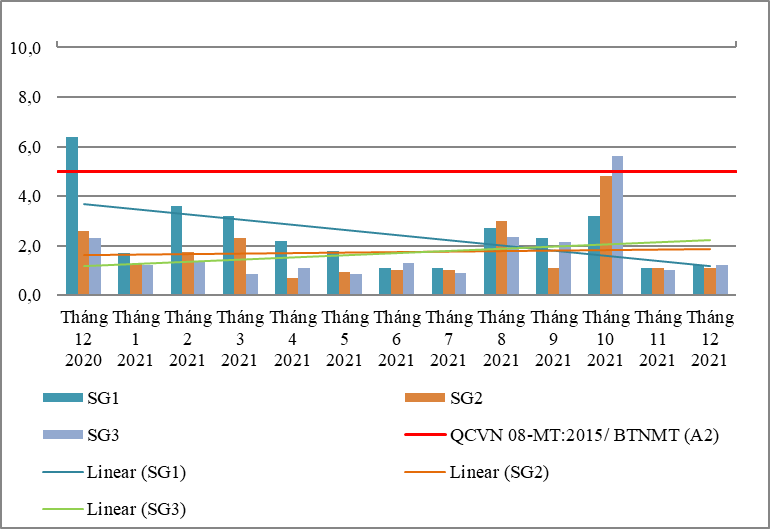 10,0
8,0
6,0
4,0
2,0
0,0
Tháng Tháng Tháng Tháng Tháng Tháng Tháng Tháng Tháng Tháng Tháng Tháng Tháng
12 1 2 3 4 5 6 7 8 9 10 11 12
2020 2021 2021 2021 2021 2021 2021 2021 2021 2021 2021 2021 2021
SG1 SG2
SG3 QCVN 08-MT:2015/ BTNMT (A2)
Linear (SG1) Linear (SG2)
Linear (SG3)